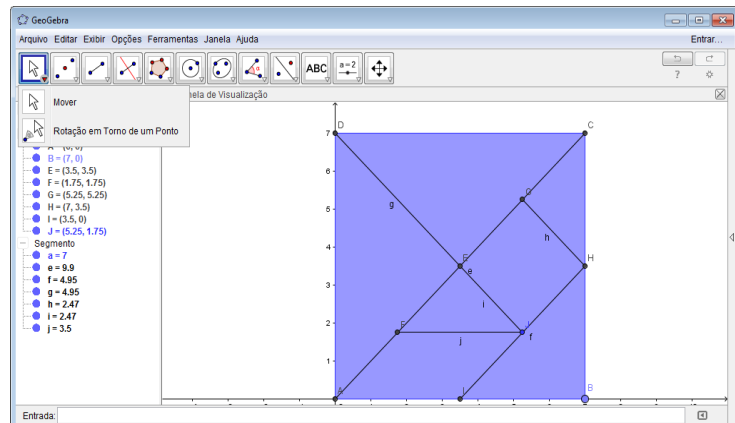 GeoGebra
Arquivo Editar Exibir Opções Ferramentas Janela Ajuda
Entrar...
ABC
a=2
Mover
Rotação em Torno de um Ponto
nela de Visualização
B = (7, 0)
E = (3.5, 3.5)
F = (1.75, 1.75)
G = (5.25, 5.25)
H = (7, 3.5)
I = (3.5, 0)
J = (5.25, 1.75)
Segmento
a = 7
e = 9.9
f = 4.95
g = 4.95
h = 2.47
i = 2.47
j = 3.5
D
C
7
6
G
g
5
h
4
E
H
e
3
i
2
F
J
j
f
1
A
I
B
Entrada: